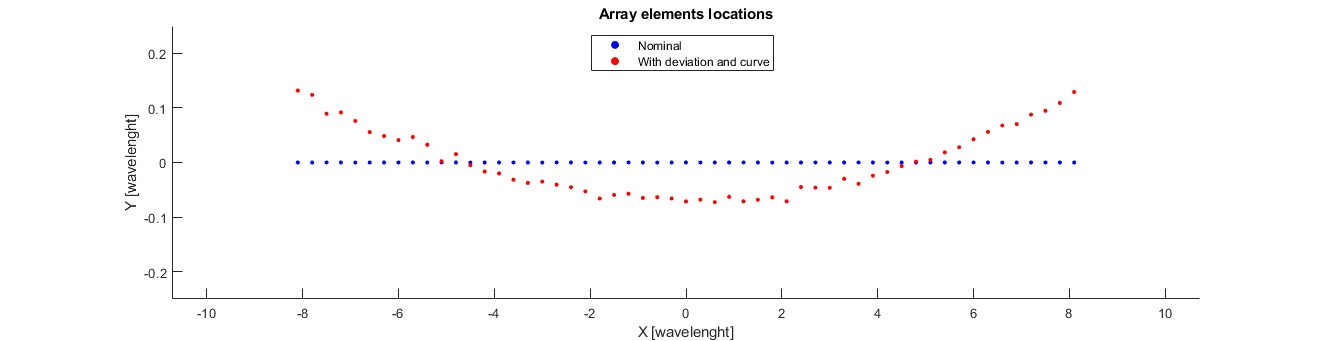 Array elements locations
Nominal
With deviation and curve
0.2
0.1
0
-0.1
-0.2
Y [wavelenght]
-10 -8 -6 -4 -2 0 2 4 6 8 10
X [wavelenght]